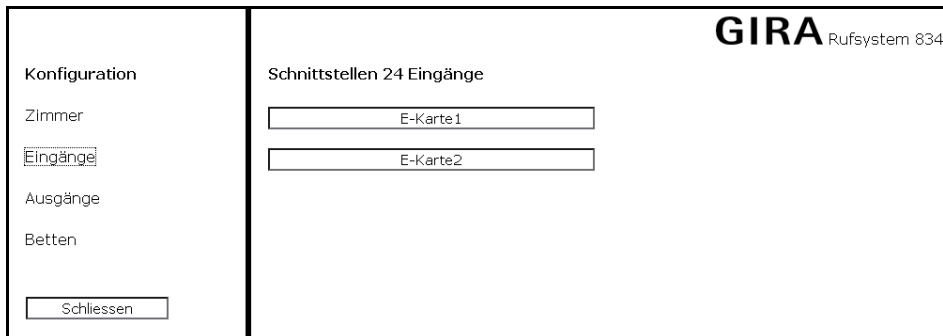 GIRA Rufsystem 834
Konfiguration
Zimmer
Eingänge
Ausgänge
Betten
Schliessen
Schnittstellen 24 Eingänge
E-Karte1
E-Karte2